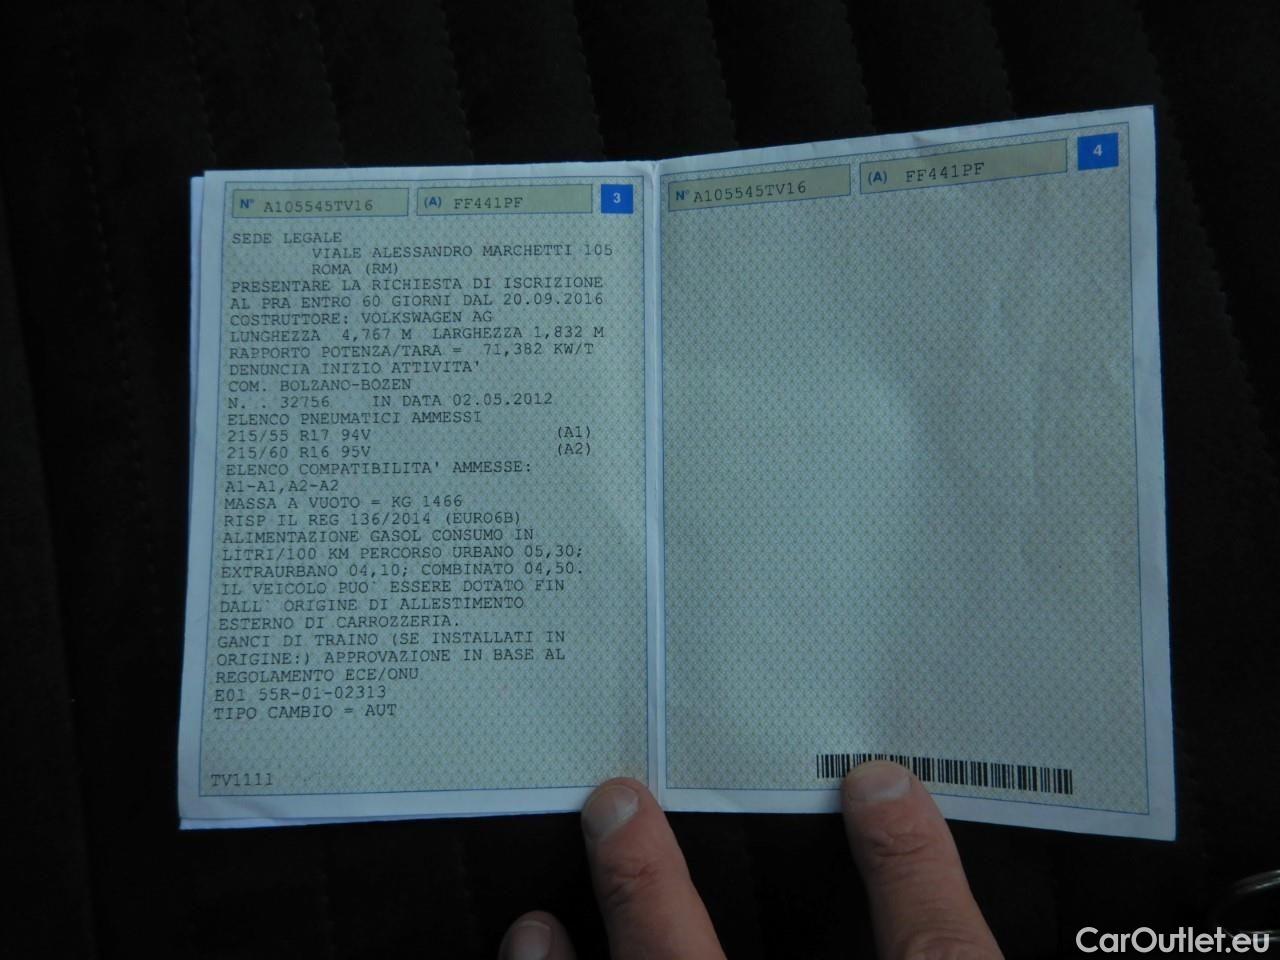 N° A105545TV16 (A) FF441PF 3
SEDE LEGALE
VIALE ALESSANDRO MARCHETTI 105
ROMA (RM)
PRESENTARE LA RICHIESTA DI ISCRIZIONE
AL PRA ENTRO 60 GIORNI DAL 20.09.2016
COSTRUTTORE: VOLKSWAGEN AG
LUNGHEZZA 4,767 M LARGHEZZA 1,832 M
RAPPORTO POTENZA/TARA = 71,382 KW/T
DENUNCIA INIZIO ATTIVITA'
COM. BOLZANO-BOZEN
N. . 32756 IN DATA 02.05.2012
ELENCO PNEUMATICI AMMESSI
215/55 R17 94V (A1)
215/60 R16 95V (A2)
ELENCO COMPATIBILITA' AMMESSE:
A1-A1,A2-A2
MASSA A VUOTO = KG 1466
RISP IL REG 136/2014 (EURO6B)
ALIMENTAZIONE GASOL CONSUMO IN
LITRI/100 KM PERCORSO URBANO 05,30;
EXTRAURBANO 04,10; COMBINATO 04,50.
IL VEICOLO PUO` ESSERE DOTATO FIN
DALL` ORIGINE DI ALLESTIMENTO
ESTERNO DI CARROZZERIA.
GANCI DI TRAINO (SE INSTALLATI IN
ORIGINE:) APPROVAZIONE IN BASE AL
REGOLAMENTO ECE/ONU
E01 55R-01-02313
TIPO CAMBIO = AUT
TV1111
N° A105545TV16 (A) FF441PF 4
CarOutlet.eu